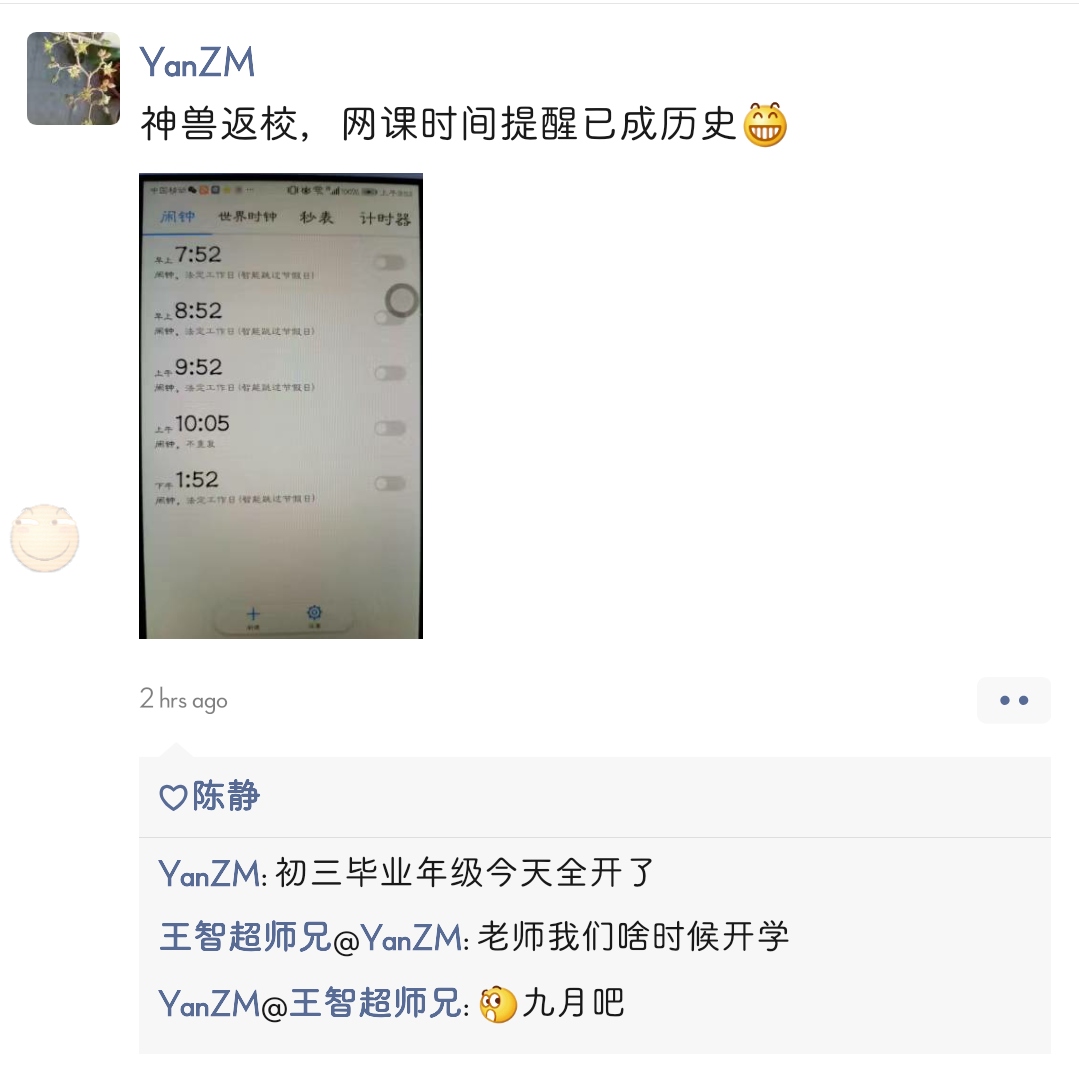 YanZM
神兽返校，网课时间提醒已成历史
闹钟 世界时钟 秒表 计时器
早上7:52
闹钟，法定工作日(智能跳过节假日)
早上8:52
闹钟，法定工作日(智能跳过节假日)
上午9:52
闹钟，法定工作日(智能跳过节假日)
上午10:05
闹钟，不重复
下午1:52
闹钟，法定工作日(智能跳过节假日)
2 hrs ago
陈静
YanZM: 初三毕业年级今天全开了
王智超师兄@YanZM: 老师我们啥时候开学
YanZM@王智超师兄: 九月吧